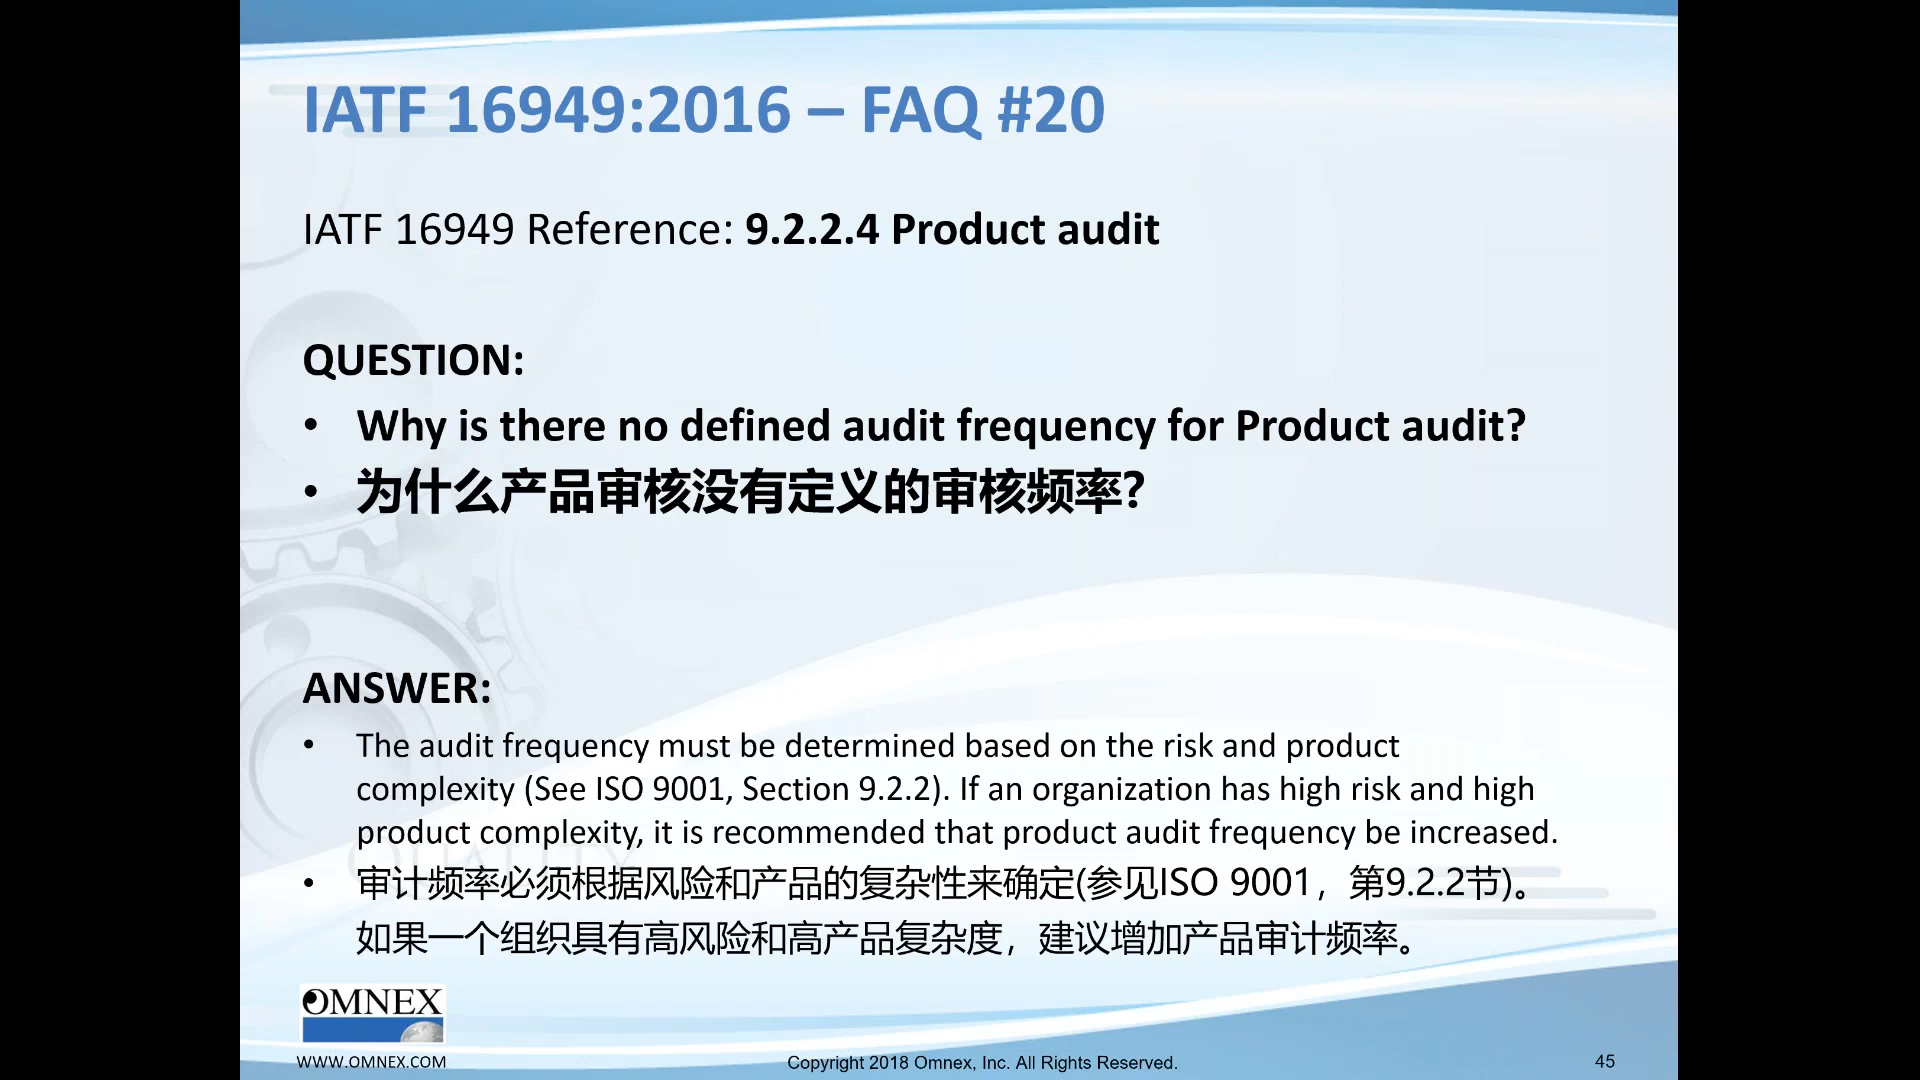 IATF 16949:2016 – FAQ #20
IATF 16949 Reference: 9.2.2.4 Product audit
QUESTION:
• Why is there no defined audit frequency for Product audit?
• 为什么产品审核没有定义的审核频率?
ANSWER:
• The audit frequency must be determined based on the risk and product
complexity (See ISO 9001, Section 9.2.2). If an organization has high risk and high
product complexity, it is recommended that product audit frequency be increased.
• 审计频率必须根据风险和产品的复杂性来确定(参见ISO 9001，第9.2.2节)。
如果一个组织具有高风险和高产品复杂度，建议增加产品审计频率。
OMNEX
WWW.OMNEX.COM
Copyright 2018 Omnex, Inc. All Rights Reserved.
45